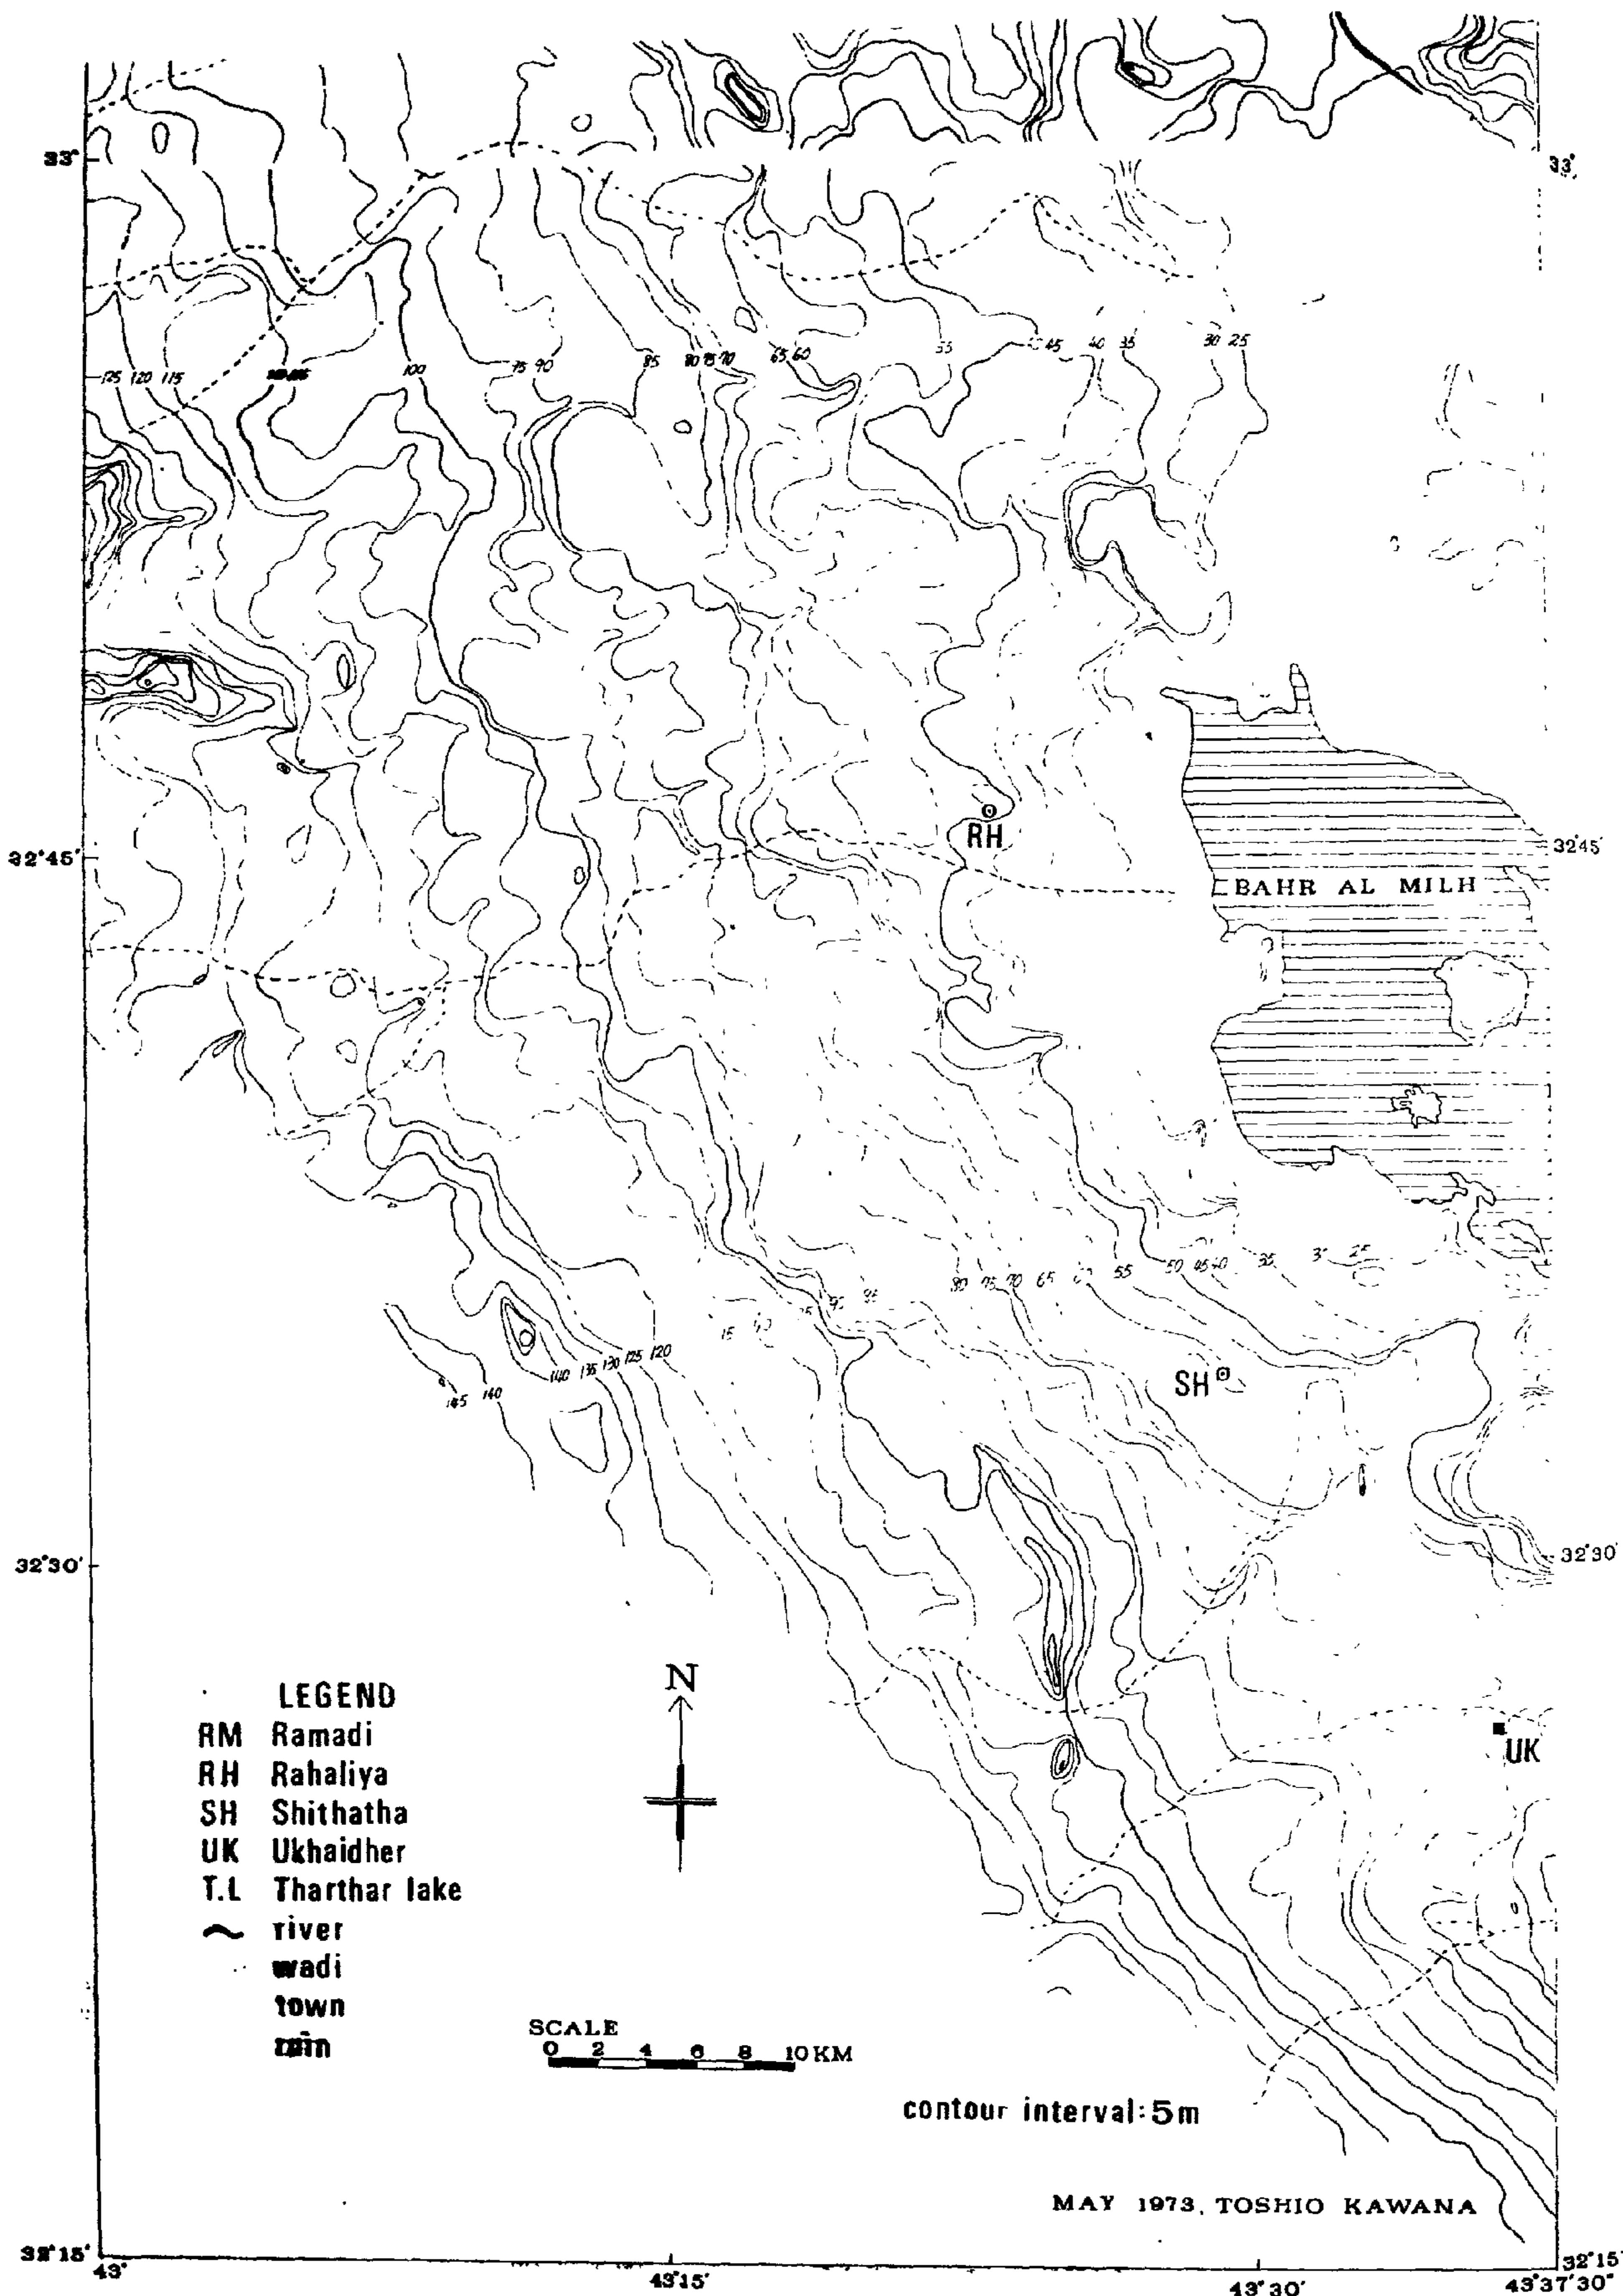 33°
33°
125 120 115
100
95 90
85
80 75 70
65 60
55
45
40 35
30 25
RH
32°45'
32°45'
BAHR AL MILH
80 75 70 65
55
50 45 40
35
25
140 135 130 125 120
145 140
SH
32°30'
32°30'
N
UK
LEGEND
RM Ramadi
RH Rahaliya
SH Shithatha
UK Ukhaidher
T.L Tharthar lake
river
wadi
town
SCALE
0 2 4 6 8 10 KM
contour interval: 5m
MAY 1973, TOSHIO KAWANA
32°15'
32°15'
43°
43°15'
43°30'
43°37'30"